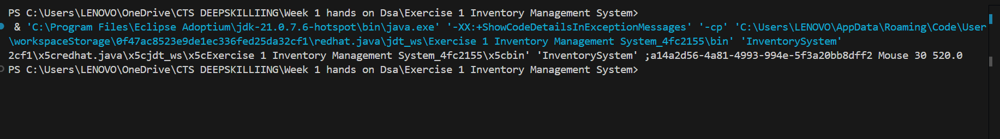 PS C:\Users\LENOVO\OneDrive\CTS DEEPSKILLIING\Week 1 hands on Dsa\Exercise 1 Inventory Management System>
& 'C:\Program Files\Eclipse Adoptium\jdk-21.0.7.6-hotspot\bin\java.exe' '-XX:+ShowCodeDetailsInExceptionMessages' '-cp' 'C:\Users\LENOVO\AppData\Roaming\Code\User
\workspaceStorage\0f47ac8523e9de1ec336fed25da32cf1\redhat.java\jdt_ws\Exercise 1 Inventory Management System_4fc2155\bin' 'InventorySystem'
2cf1\x5credhat.java\x5cjdt_ws\x5cExercise 1 Inventory Management System_4fc2155\x5cbin' 'InventorySystem' ;a14a2d56-4a81-4993-994e-5f3a20bb8dff2 Mouse 30 520.0
PS C:\Users\LENOVO\OneDrive\CTS DEEPSKILLIING\Week 1 hands on Dsa\Exercise 1 Inventory Management System>